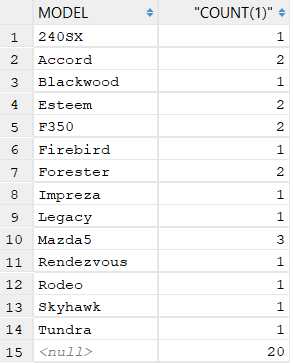 MODEL "COUNT(1)"
1 240SX 1
2 Accord 2
3 Blackwood 1
4 Esteem 2
5 F350 2
6 Firebird 1
7 Forester 2
8 Impreza 1
9 Legacy 1
10 Mazda5 3
11 Rendezvous 1
12 Rodeo 1
13 Skyhawk 1
14 Tundra 1
15 <null> 20